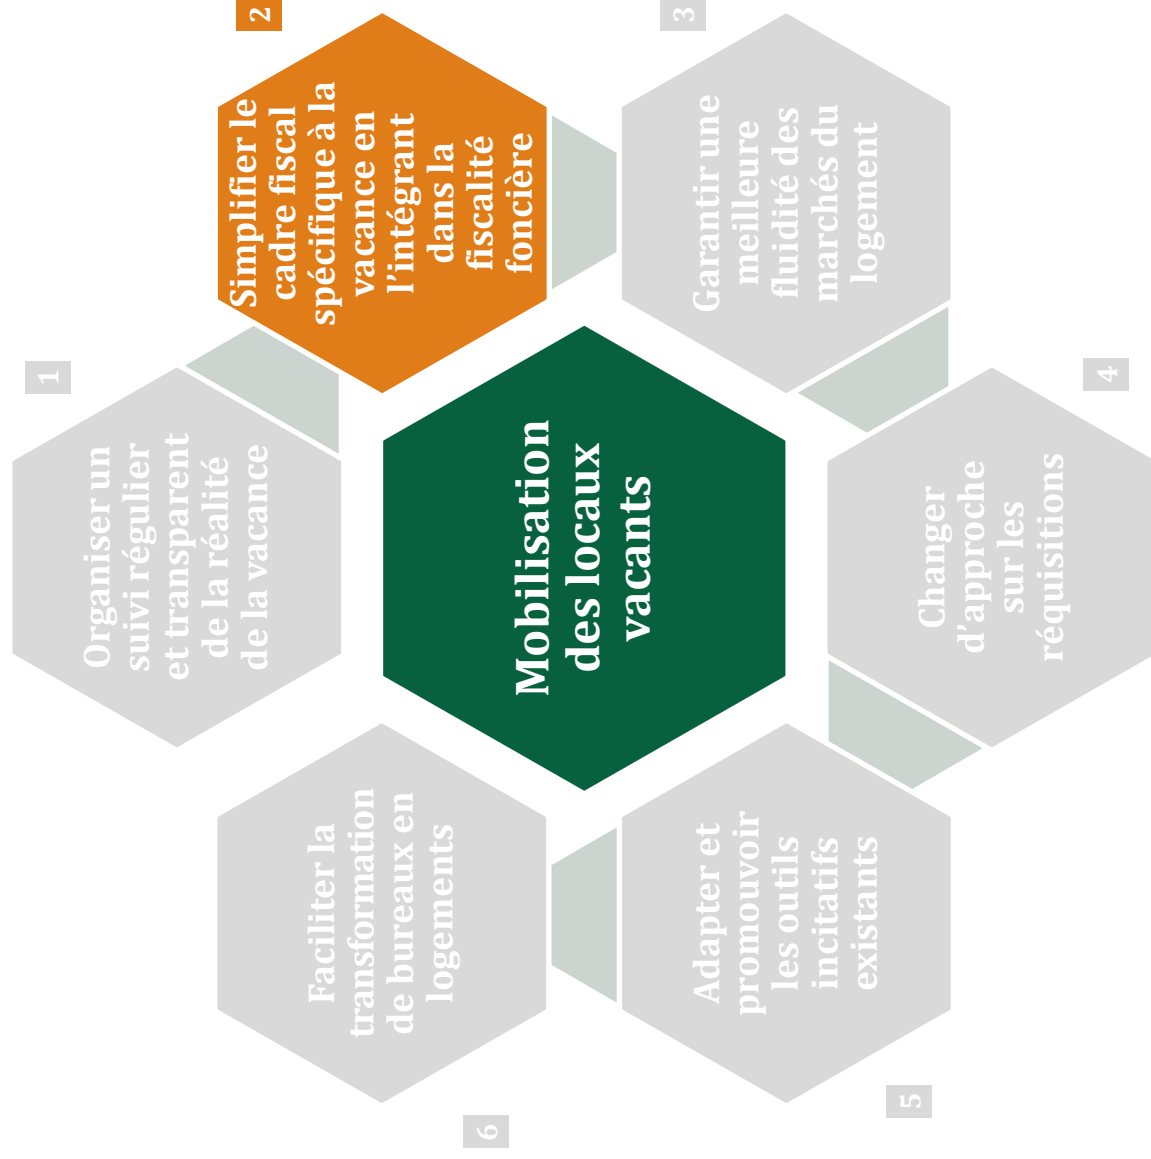 Mobilisation
des locaux
vacants
1
Organiser un
suivi régulier
et transparent
de la réalité
de la vacance
2
Simplifier le
cadre fiscal
spécifique à la
vacance en
l’intégrant
dans la
fiscalité
foncière
3
Garantir une
meilleure
fluidité des
marchés du
logement
4
Changer
d’approche
sur les
réquisitions
5
Adapter et
promouvoir
les outils
incitatifs
existants
6
Faciliter la
transformation
de bureaux en
logements